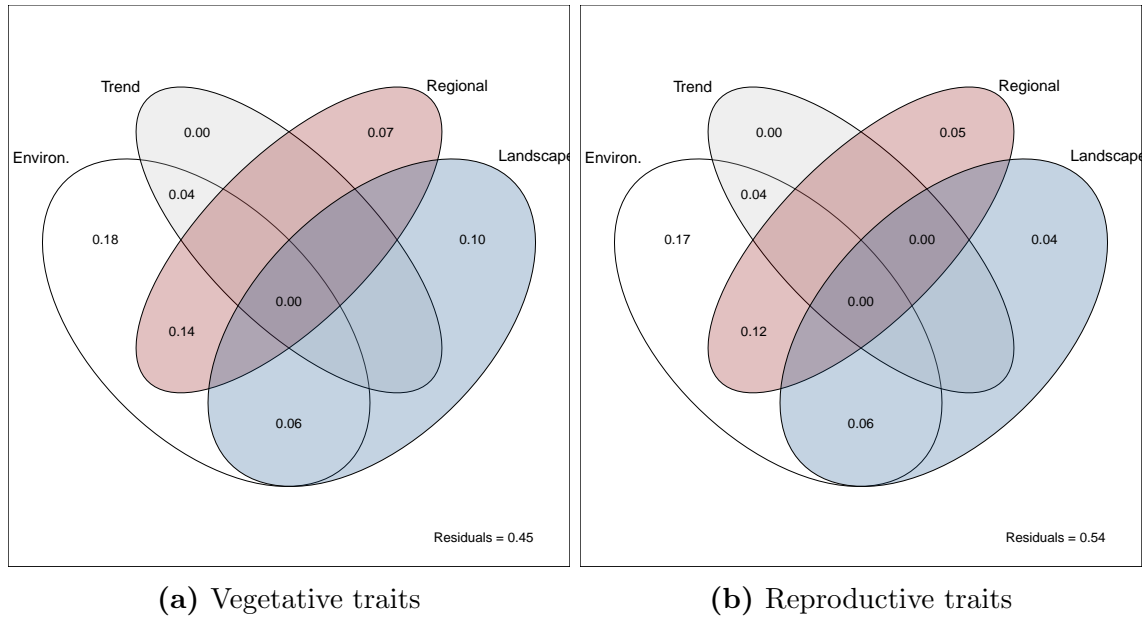 Trend
Regional
Environ.
Landscape
0.00
0.07
0.04
0.18
0.10
0.00
0.14
0.06
Residuals = 0.45
(a) Vegetative traits
Trend
Regional
Environ.
Landscape
0.00
0.05
0.04
0.17
0.00
0.04
0.00
0.12
0.06
Residuals = 0.54
(b) Reproductive traits